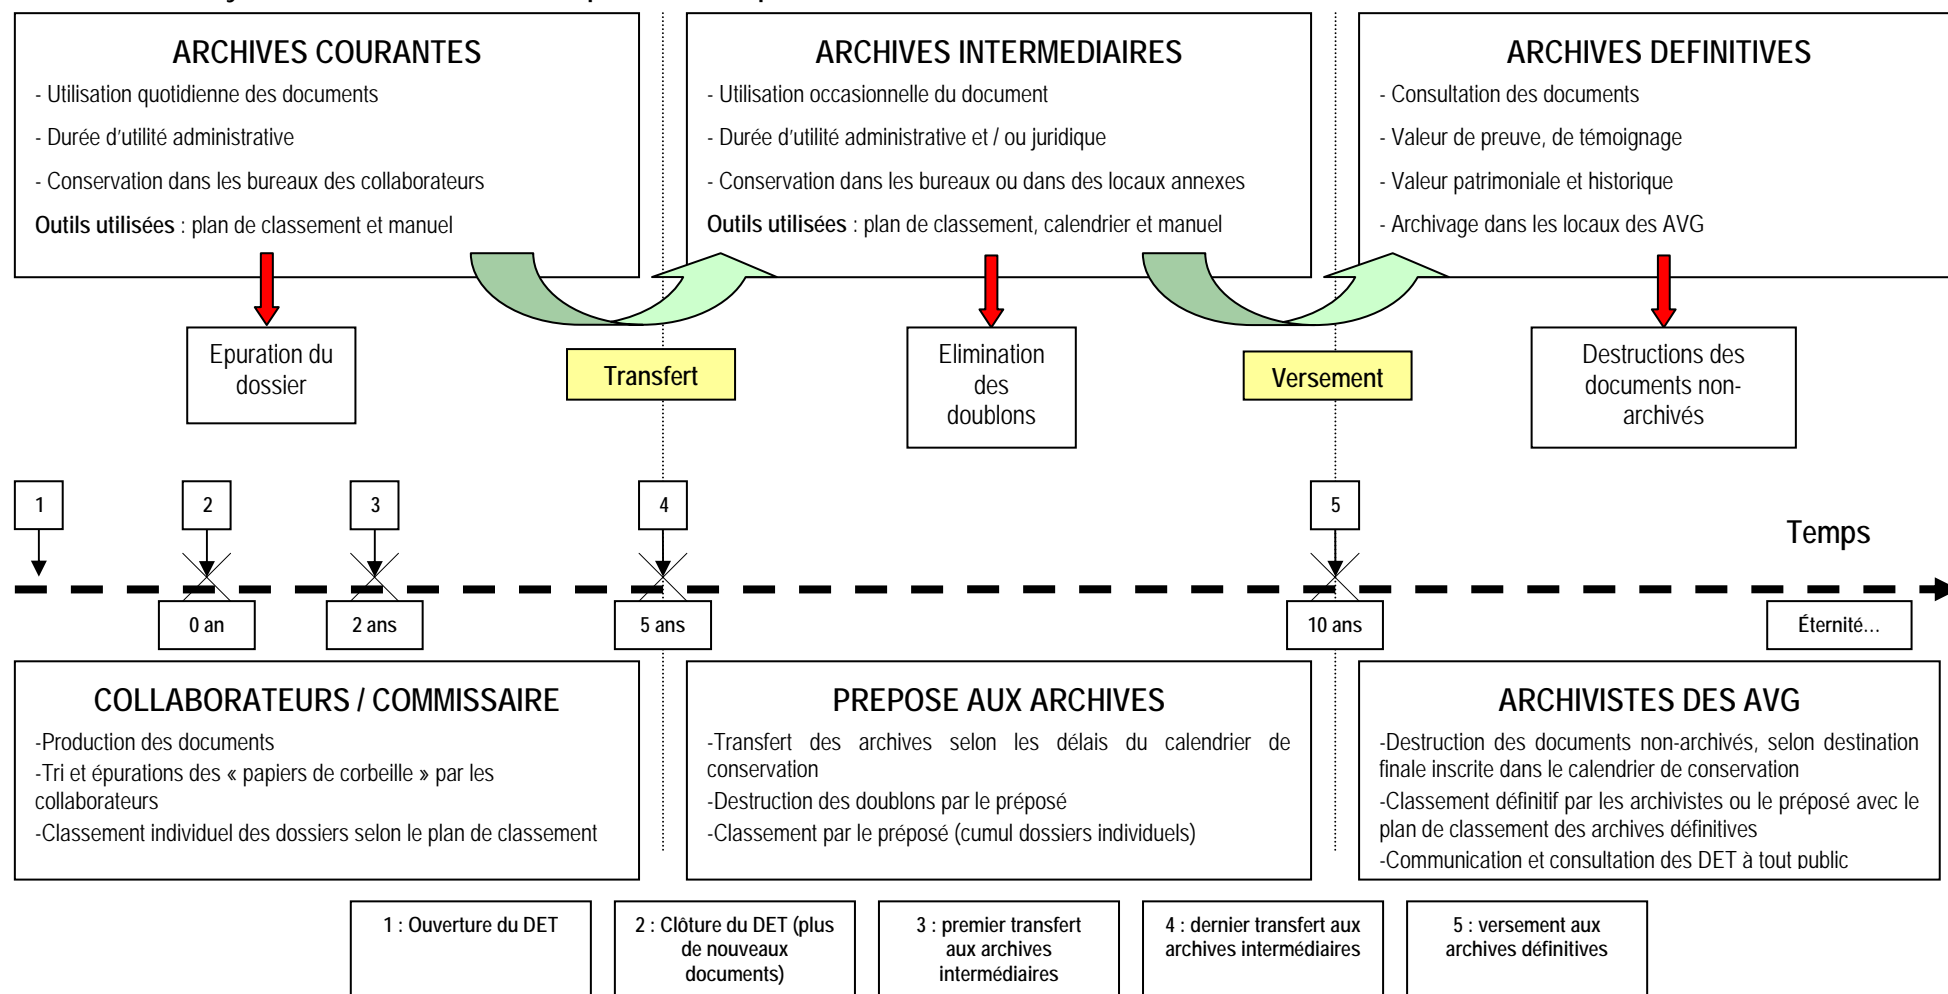 ARCHIVES COURANTES
- Utilisation quotidienne des documents
- Durée d'utilité administrative
- Conservation dans les bureaux des collaborateurs
Outils utilisées : plan de classement et manuel
ARCHIVES INTERMEDIAIRES
- Utilisation occasionnelle du document
- Durée d'utilité administrative et / ou juridique
- Conservation dans les bureaux ou dans des locaux annexes
Outils utilisées : plan de classement, calendrier et manuel
ARCHIVES DEFINITIVES
- Consultation des documents
- Valeur de preuve, de témoignage
- Valeur patrimoniale et historique
- Archivage dans les locaux des AVG
Epuration du
dossier
Transfert
Elimination
des
doublons
Versement
Destructions des
documents non-
archivés
1
2
3
4
5
Temps
0 an
2 ans
5 ans
10 ans
Éternité...
COLLABORATEURS / COMMISSAIRE
-Production des documents
-Tri et épurations des « papiers de corbeille » par les
collaborateurs
-Classement individuel des dossiers selon le plan de classement
PREPOSE AUX ARCHIVES
-Transfert des archives selon les délais du calendrier de
conservation
-Destruction des doublons par le préposé
-Classement par le préposé (cumul dossiers individuels)
ARCHIVISTES DES AVG
-Destruction des documents non-archivés, selon destination
finale inscrite dans le calendrier de conservation
-Classement définitif par les archivistes ou le préposé avec le
plan de classement des archives définitives
-Communication et consultation des DET à tout public
1 : Ouverture du DET
2 : Clôture du DET (plus
de nouveaux
documents)
3 : premier transfert
aux archives
intermédiaires
4 : dernier transfert aux
archives intermédiaires
5 : versement aux
archives définitives